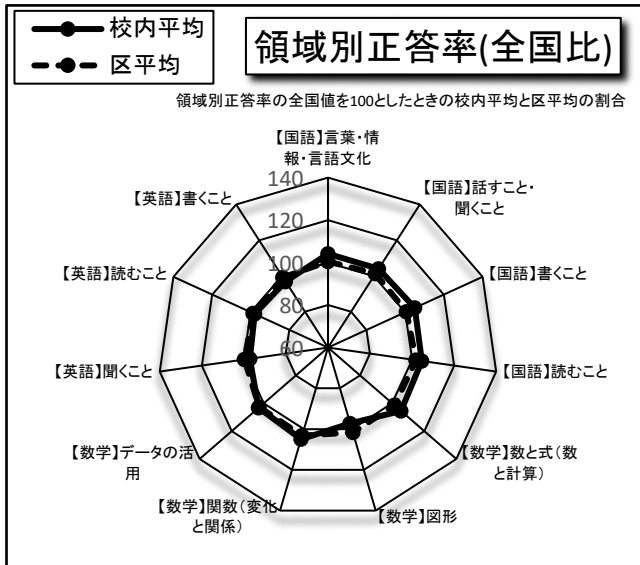 校内平均
区平均
領域別正答率(全国比)
領域別正答率の全国値を100としたときの校内平均と区平均の割合
【国語】言葉・情
報・言語文化
【国語】話すこと・
聞くこと
【国語】書くこと
【国語】読むこと
【数学】数と式(数
と計算)
【数学】図形
【数学】関数(変化
と関係)
【数学】データの活
用
【英語】聞くこと
【英語】読むこと
【英語】書くこと
140
120
100
80
60